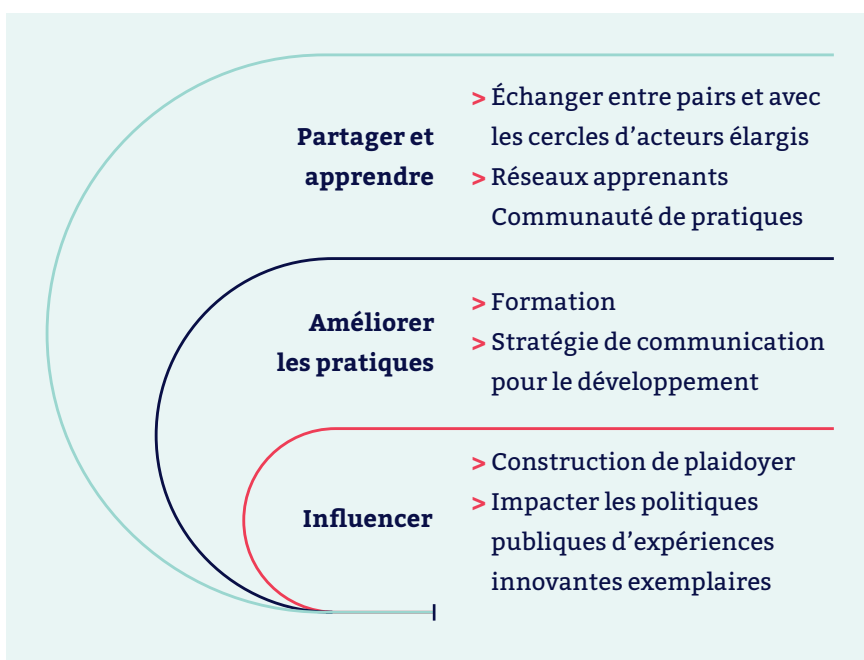 Partager et
apprendre
> Échanger entre pairs et avec
les cercles d’acteurs élargis
> Réseaux apprenants
Communauté de pratiques
Améliorer
les pratiques
> Formation
> Stratégie de communication
pour le développement
Influencer
> Construction de plaidoyer
> Impacter les politiques
publiques d’expériences
innovantes exemplaires